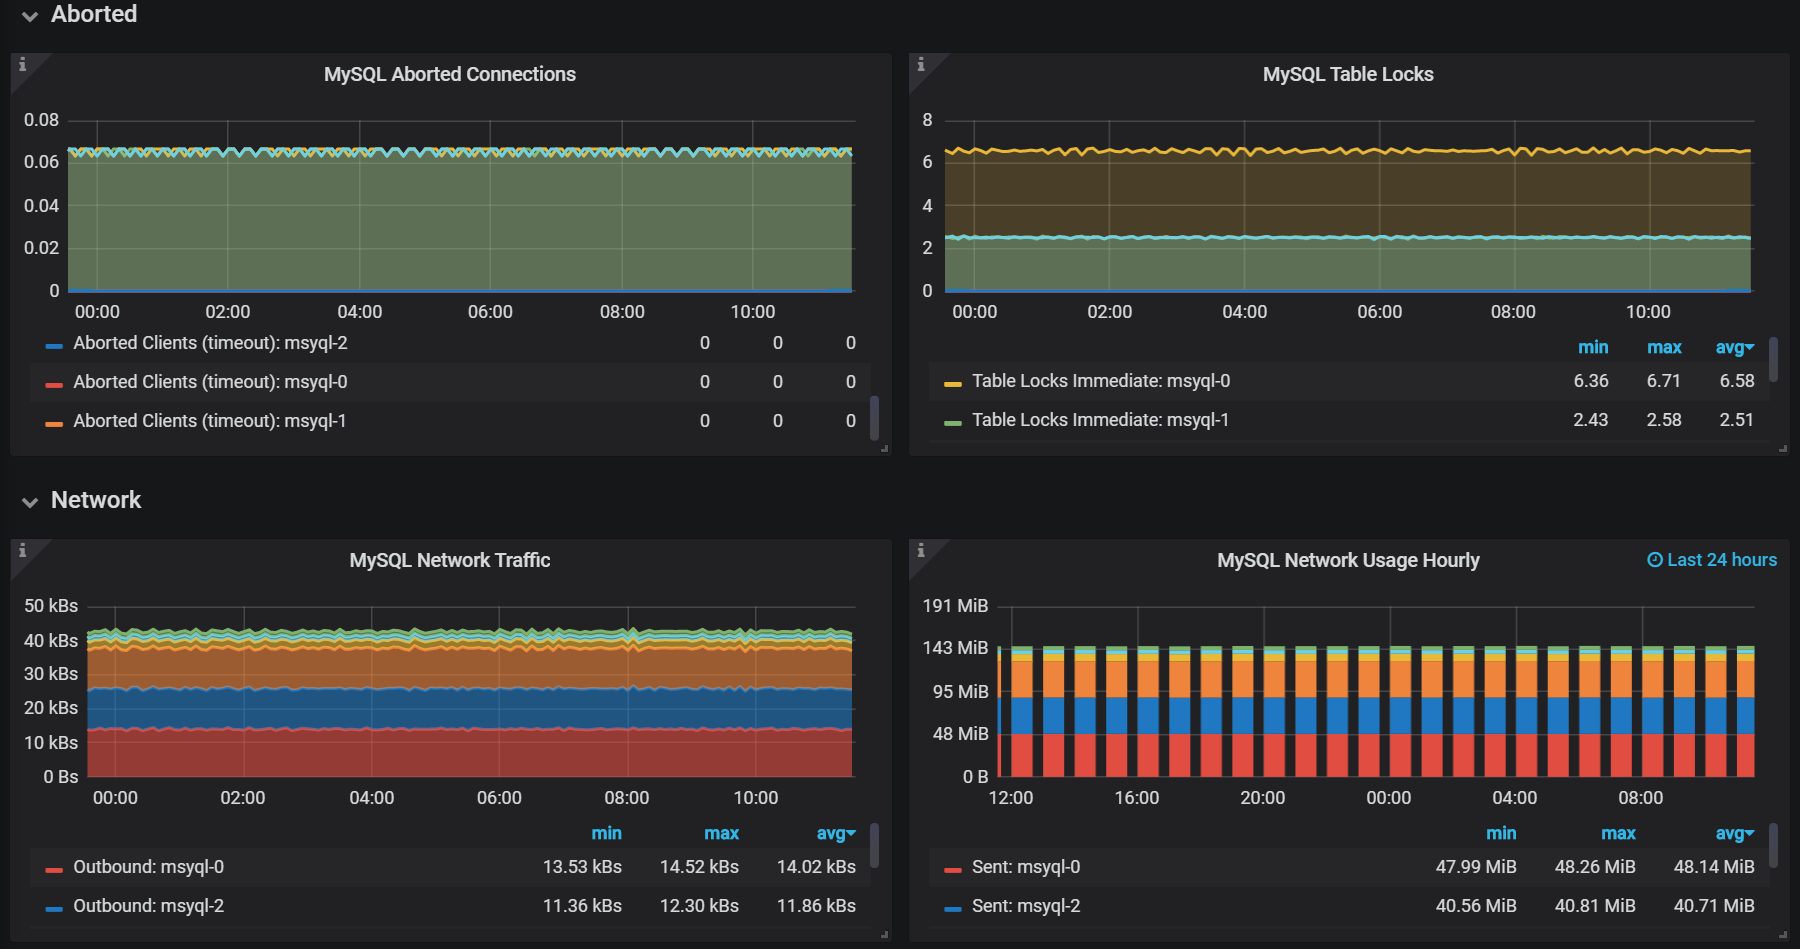 Aborted
MySQL Aborted Connections
0.08
0.06
0.04
0.02
0
00:00 02:00 04:00 06:00 08:00 10:00
Aborted Clients (timeout): msyql-2 0 0 0
Aborted Clients (timeout): msyql-0 0 0 0
Aborted Clients (timeout): msyql-1 0 0 0
MySQL Table Locks
8
6
4
2
0
00:00 02:00 04:00 06:00 08:00 10:00
min max avg
Table Locks Immediate: msyql-0 6.36 6.71 6.58
Table Locks Immediate: msyql-1 2.43 2.58 2.51
Network
MySQL Network Traffic
50 kBs
40 kBs
30 kBs
20 kBs
10 kBs
0 Bs
00:00 02:00 04:00 06:00 08:00 10:00
min max avg
Outbound: msyql-0 13.53 kBs 14.52 kBs 14.02 kBs
Outbound: msyql-2 11.36 kBs 12.30 kBs 11.86 kBs
MySQL Network Usage Hourly
Last 24 hours
191 MiB
143 MiB
95 MiB
48 MiB
0 B
12:00 16:00 20:00 00:00 04:00 08:00
min max avg
Sent: msyql-0 47.99 MiB 48.26 MiB 48.14 MiB
Sent: msyql-2 40.56 MiB 40.81 MiB 40.71 MiB